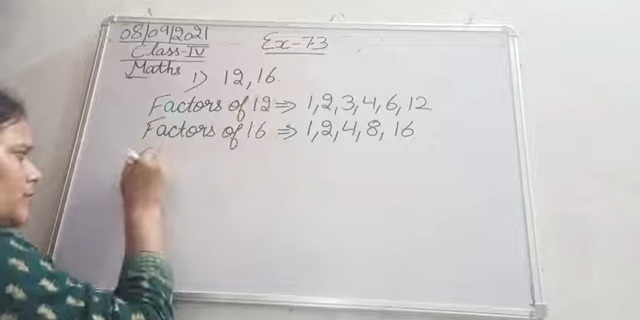 08/09/2021
Ex-7.3
Class-IV
Maths 1) 12, 16
Factors of 12 ⇒ 1, 2, 3, 4, 6, 12
Factors of 16 ⇒ 1, 2, 4, 8, 16